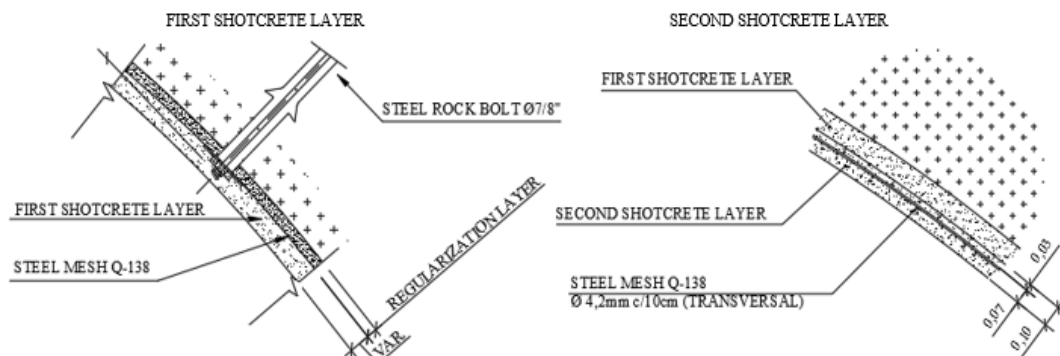 FIRST SHOTCRETE LAYER
STEEL ROCK BOLT Ø7/8"
FIRST SHOTCRETE LAYER
STEEL MESH Q-138
REGULARIZATION LAYER
VAR
SECOND SHOTCRETE LAYER
FIRST SHOTCRETE LAYER
SECOND SHOTCRETE LAYER
STEEL MESH Q-138
Ø 4,2mm c/10cm (TRANSVERSAL)
0,03
0,07
0,10